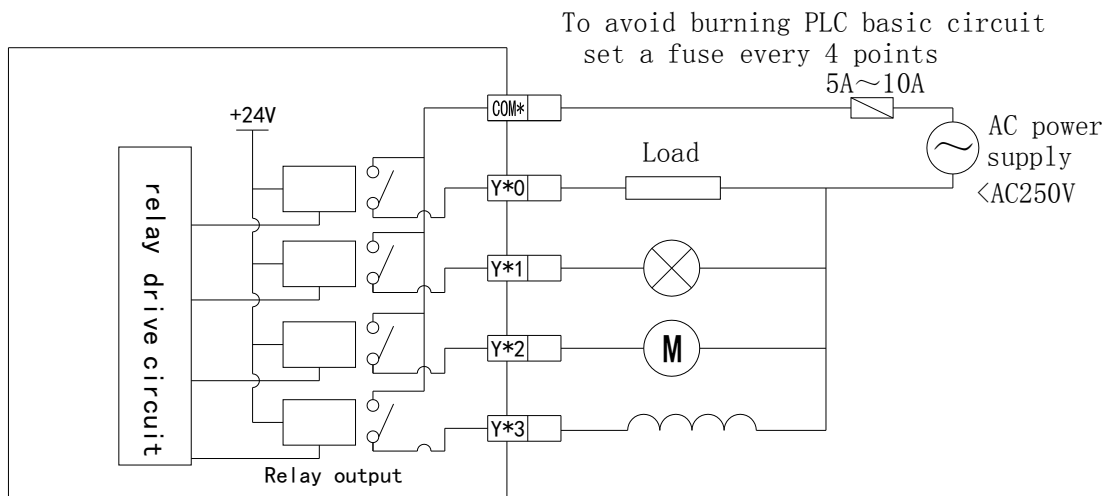 To avoid burning PLC basic circuit
set a fuse every 4 points
5A～10A
COM*
+24V
AC power
supply
<AC250V
Load
Y*0
relay drive circuit
Y*1
Y*2
M
Y*3
Relay output